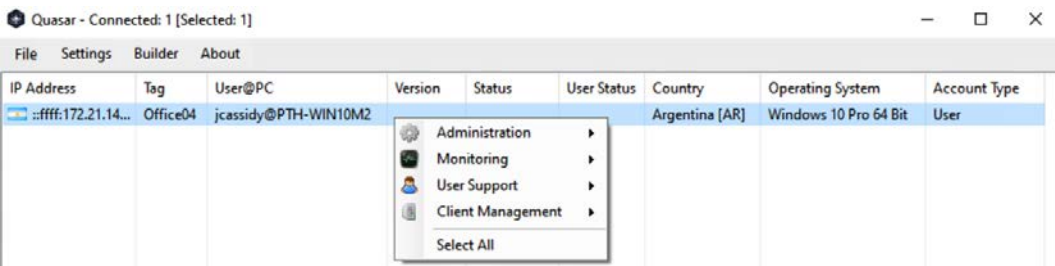 Quasar - Connected: 1 [Selected: 1]
File Settings Builder About
IP Address Tag User@PC Version Status User Status Country Operating System Account Type
::ffff:172.21.14... Office04 jcassidy@PTH-WIN10M2 Argentina [AR] Windows 10 Pro 64 Bit User
Administration
Monitoring
User Support
Client Management
Select All